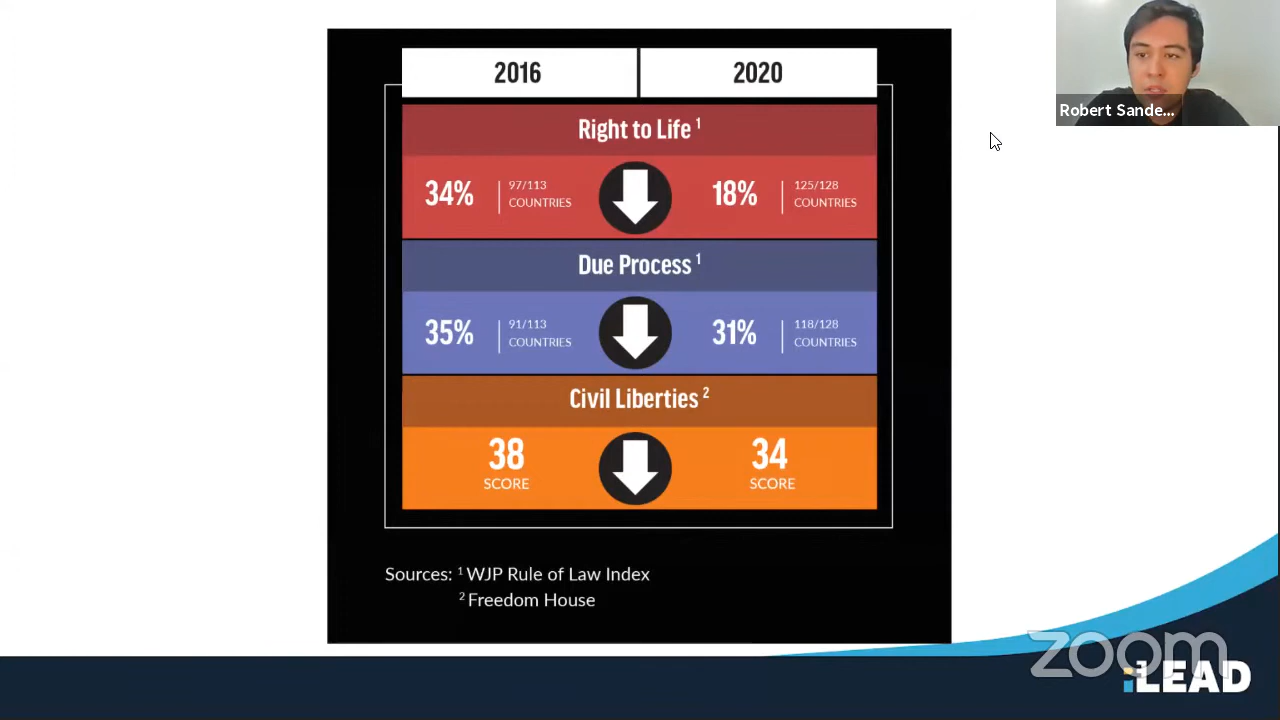 2016 2020
Robert Sande...
Right to Life ¹
34% 97/113 COUNTRIES 18% 125/128 COUNTRIES
Due Process ¹
35% 91/113 COUNTRIES 31% 118/128 COUNTRIES
Civil Liberties ²
38 34
SCORE SCORE
Sources: ¹ WJP Rule of Law Index
² Freedom House
zoom
iLEAD